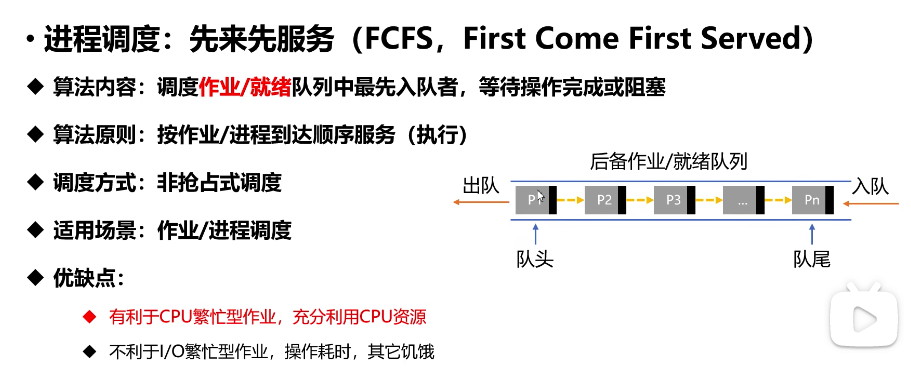 • 进程调度：先来先服务（FCFS，First Come First Served）
◆ 算法内容：调度作业/就绪队列中最先入队者，等待操作完成或阻塞
◆ 算法原则：按作业/进程到达顺序服务（执行）
◆ 调度方式：非抢占式调度
◆ 适用场景：作业/进程调度
◆ 优缺点：
◆ 有利于CPU繁忙型作业，充分利用CPU资源
◆ 不利于I/O繁忙型作业，操作耗时，其它饥饿
后备作业/就绪队列
出队
入队
P1 P2 P3 ... Pn
队头 队尾